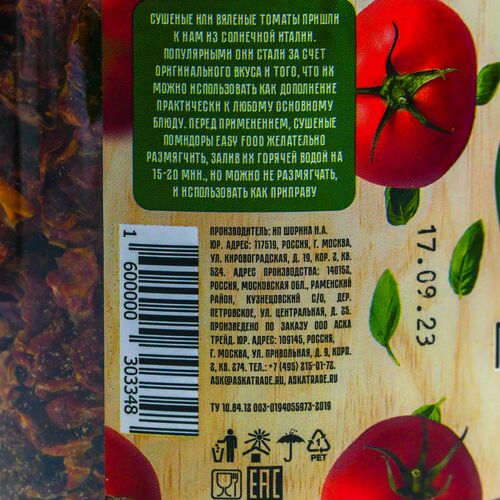 СУШЕНЫЕ ИЛИ ВЯЛЕНЫЕ ТОМАТЫ ПРИШЛИ
К НАМ ИЗ СОЛНЕЧНОЙ ИТАЛИИ.
ПОПУЛЯРНЫМИ ОНИ СТАЛИ ЗА СЧЕТ
ОРИГИНАЛЬНОГО ВКУСА И ТОГО, ЧТО ИХ
МОЖНО ИСПОЛЬЗОВАТЬ КАК ДОПОЛНЕНИЕ
ПРАКТИЧЕСКИ К ЛЮБОМУ ОСНОВНОМУ
БЛЮДУ. ПЕРЕД ПРИМЕНЕНИЕМ, СУШЕНЫЕ
ПОМИДОРЫ EASY FOOD ЖЕЛАТЕЛЬНО
РАЗМЯГЧИТЬ, ЗАЛИВ ИХ ГОРЯЧЕЙ ВОДОЙ НА
15-20 МИН., НО МОЖНО НЕ РАЗМЯГЧАТЬ,
И ИСПОЛЬЗОВАТЬ КАК ПРИПРАВУ
ПРОИЗВОДИТЕЛЬ: ИП ШОРИНА Н.А.
ЮР. АДРЕС: 117519, РОССИЯ, Г. МОСКВА,
УЛ. КИРОВОГРАДСКАЯ, Д. 19, КОР. 2, КВ.
524. АДРЕС ПРОИЗВОДСТВА: 140152,
РОССИЯ, МОСКОВСКАЯ ОБЛ., РАМЕНСКИЙ
РАЙОН, КУЗНЕЦОВСКИЙ С/О, ДЕР.
ПЕТРОВСКОЕ, УЛ. ЦЕНТРАЛЬНАЯ, Д. 25.
ПРОИЗВЕДЕНО ПО ЗАКАЗУ ООО АСКА
ТРЕЙД. ЮР. АДРЕС: 109145, РОССИЯ,
Г. МОСКВА, УЛ. ПРИВОЛЬНАЯ, Д. 9, КОРП.
2, КВ. 274. ТЕЛ.: +7 (495) 215-01-72.
ASK@ASKATRADE.RU, ASKATRADE.RU
ТУ 10.84.12 003-0194055973-2019
1 600000 303348
17.09.23
1
PET
EAC